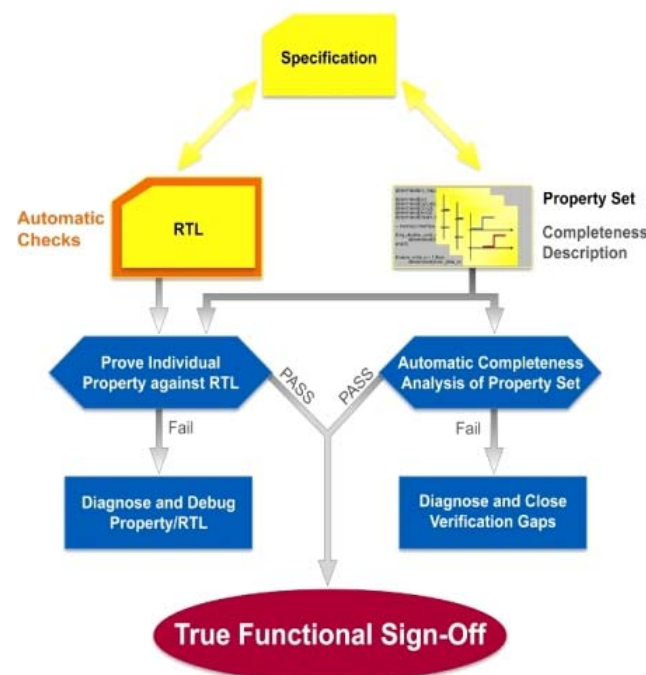 Specification
Automatic
Checks
RTL
Property Set
Completeness
Description
Prove Individual
Property against RTL
PASS
PASS
Automatic Completeness
Analysis of Property Set
Fail
Fail
Diagnose and Debug
Property/RTL
Diagnose and Close
Verification Gaps
True Functional Sign-Off